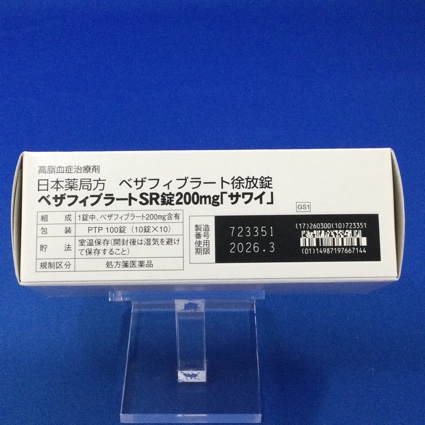 高脂血症治療剤
日本薬局方　ベザフィブラート徐放錠
ベザフィブラートSR錠200mg「サワイ」
GS1
組成 1錠中、ベザフィブラート200mg含有
包装 PTP 100錠（10錠×10）
貯法 室温保存（開封後は湿気を避け
て保存すること）
規制区分 処方箋医薬品
製造番号 723351
使用期限 2026.3
(17)260300(10)723351
(01)14987197667144